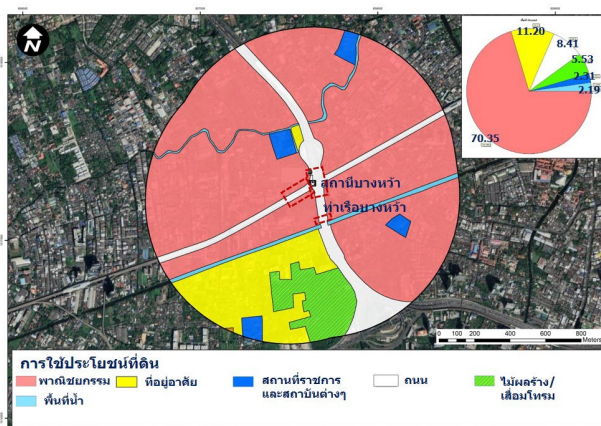 N
11.20
8.41
5.53
2.31
2.19
70.35
สถานีบางหว้า
ท่าเรือบางหว้า
0 100 200 400 600 800
Meters
การใช้ประโยชน์ที่ดิน
พาณิชยกรรม
ที่อยู่อาศัย
สถานที่ราชการ
และสถาบันต่างๆ
ถนน
ไม้ผลร้าง/
เสื่อมโทรม
พื้นที่น้ำ